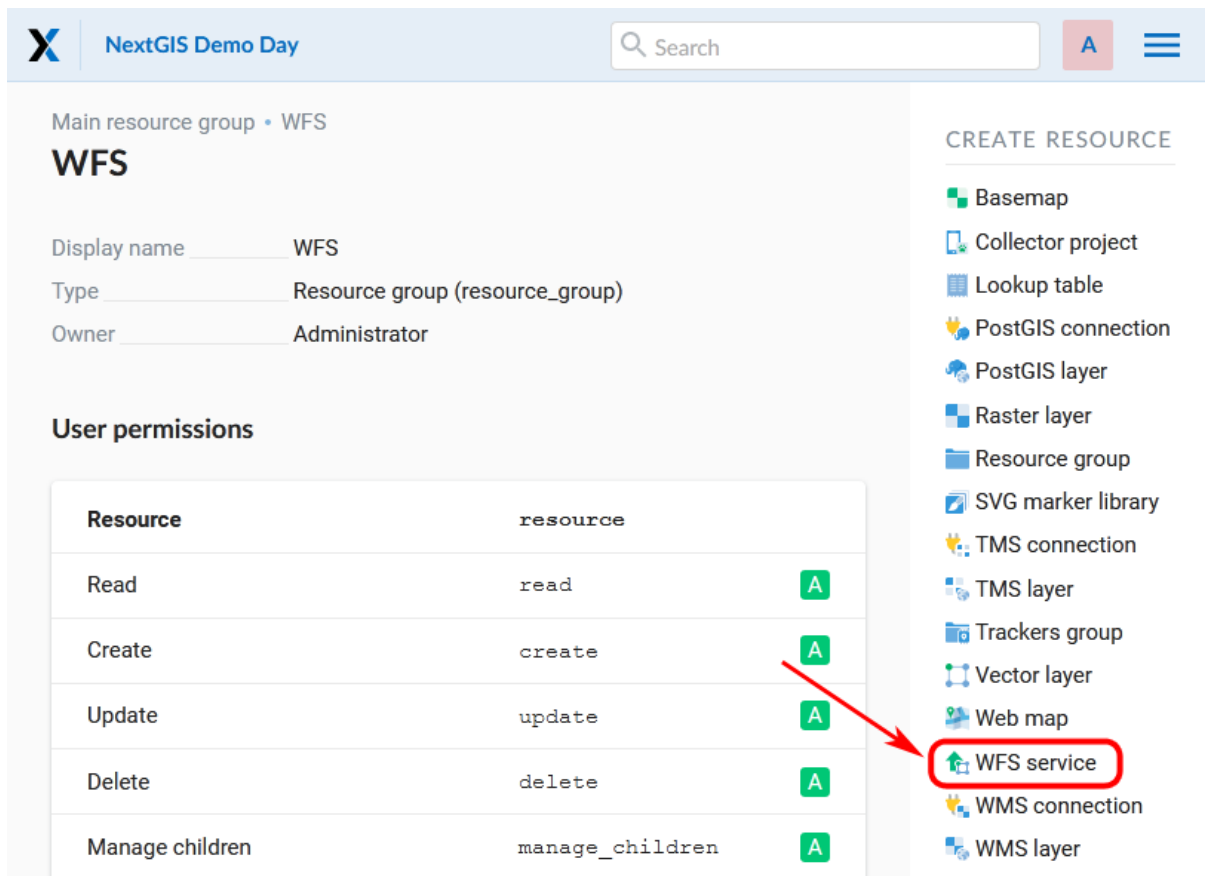 NextGIS Demo Day
Search
A
Main resource group • WFS
WFS
Display name WFS
Type Resource group (resource_group)
Owner Administrator
User permissions
Resource resource
Read read A
Create create A
Update update A
Delete delete A
Manage children manage_children A
CREATE RESOURCE
Basemap
Collector project
Lookup table
PostGIS connection
PostGIS layer
Raster layer
Resource group
SVG marker library
TMS connection
TMS layer
Trackers group
Vector layer
Web map
WFS service
WMS connection
WMS layer